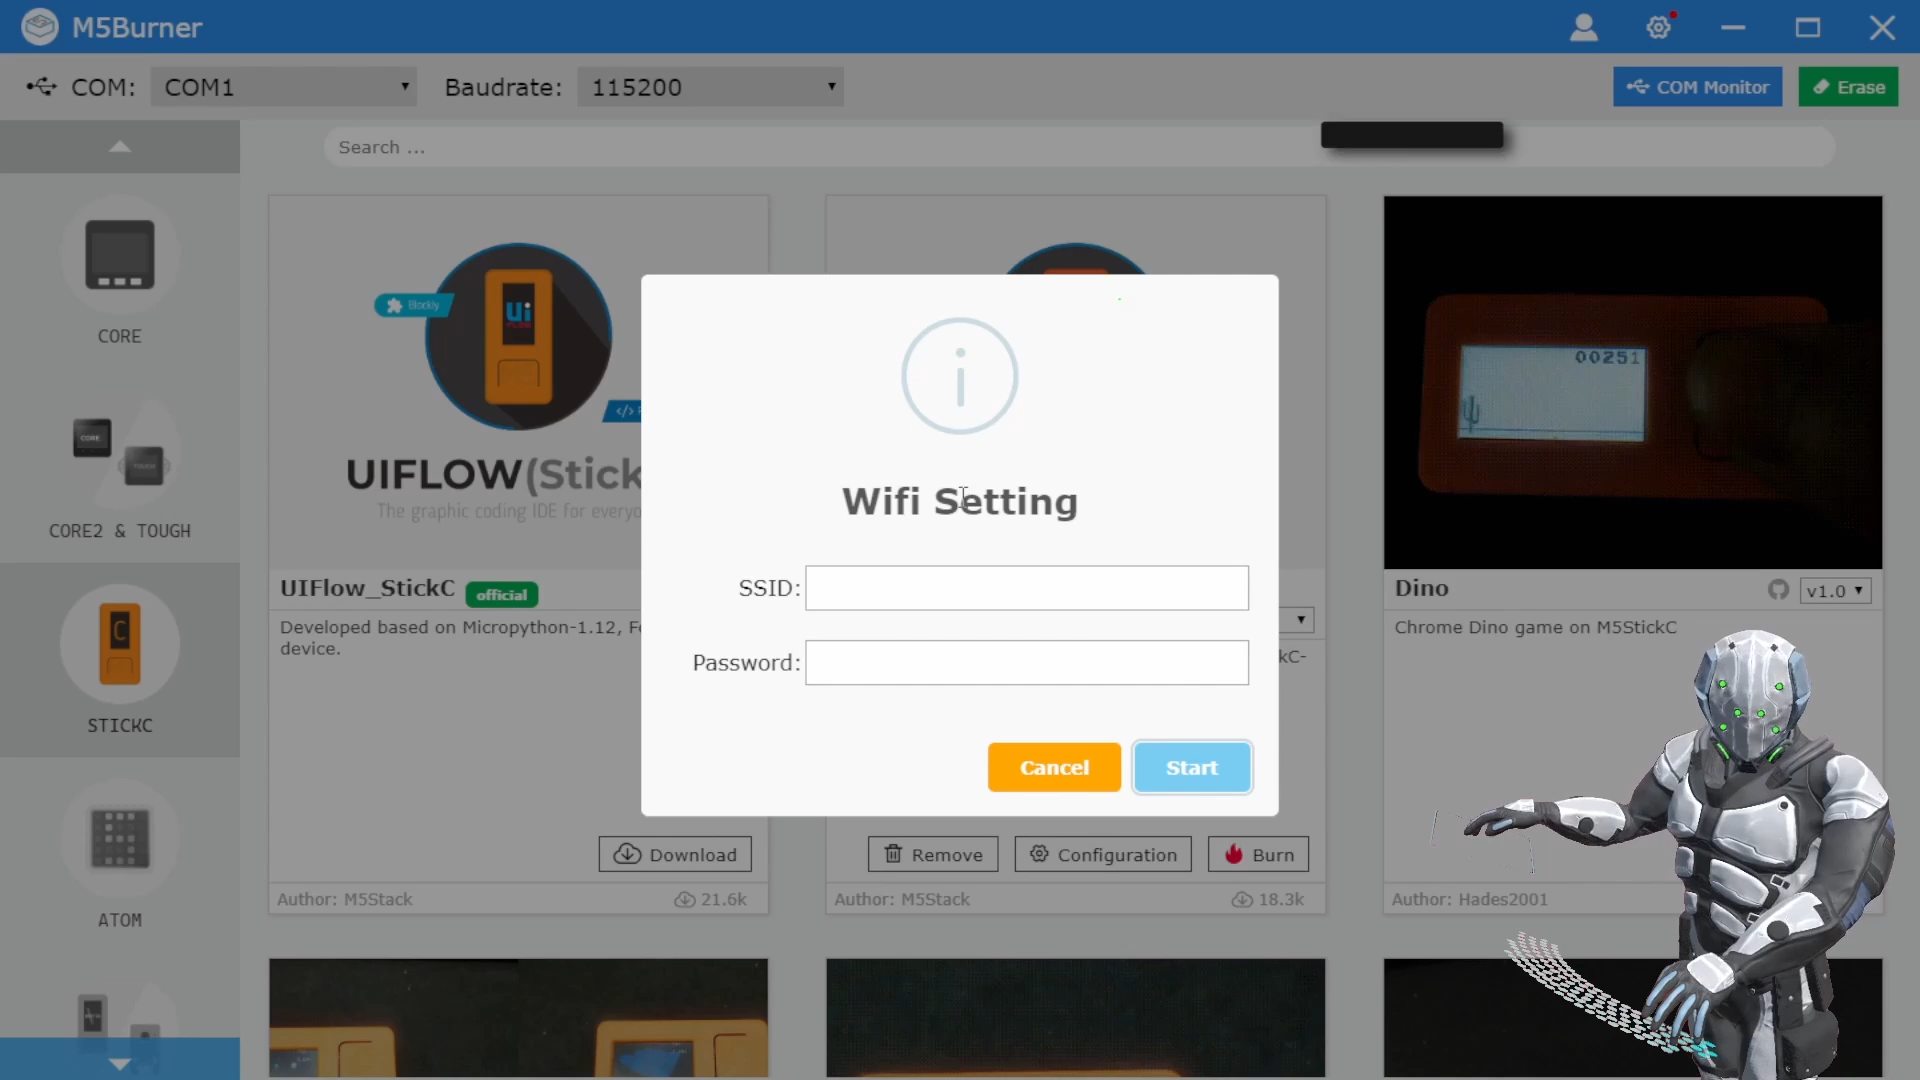 M5Burner
COM: COM1 Baudrate: 115200 COM Monitor Erase
Search ...
CORE
CORE2 & TOUGH
STICKC
ATOM
Blockly
Ui
UIFLOW(Stick
The graphic coding IDE for everyo
UIFlow_StickC official
Developed based on Micropython-1.12, F
device.
Download
Author: M5Stack 21.6k
Wifi Setting
SSID:
Password:
Cancel Start
kC-
Remove Configuration Burn
Author: M5Stack 18.3k
00251
Dino v1.0
Chrome Dino game on M5StickC
Author: Hades2001